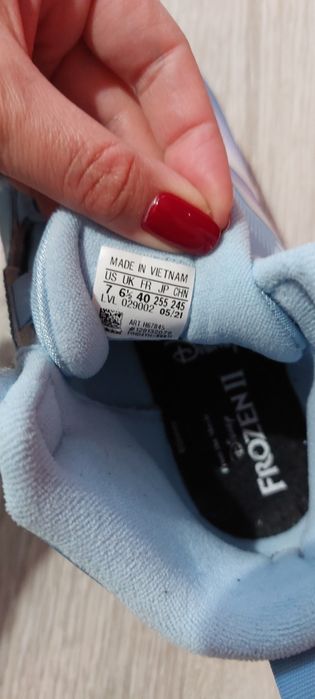 MADE IN VIETNAM
US UK FR JP CHN
7 6½ 40 255 245
LVL 029002 05/21
ART H67845
Disney
FROZEN II